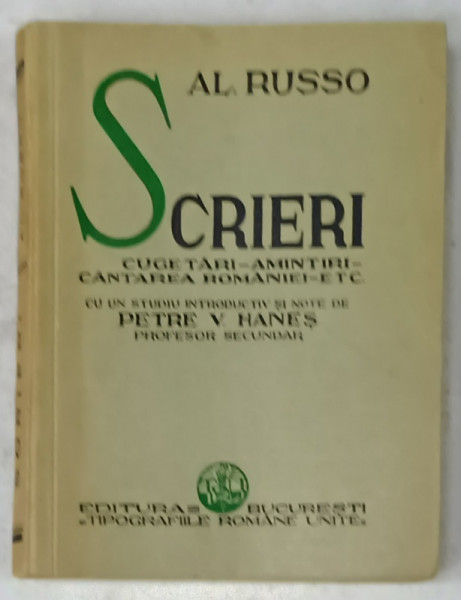 AL. RUSSO
SCRIERI
CUGETĂRI-AMINTIRI-
CÂNTAREA ROMÂNIEI-ETC.
CU UN STUDIU INTRODUCTIV ȘI NOTE DE
PETRE V. HANEȘ
PROFESOR SECUNDAR
EDITURA BUCUREȘTI
«TIPOGRAFIILE ROMÂNE UNITE»